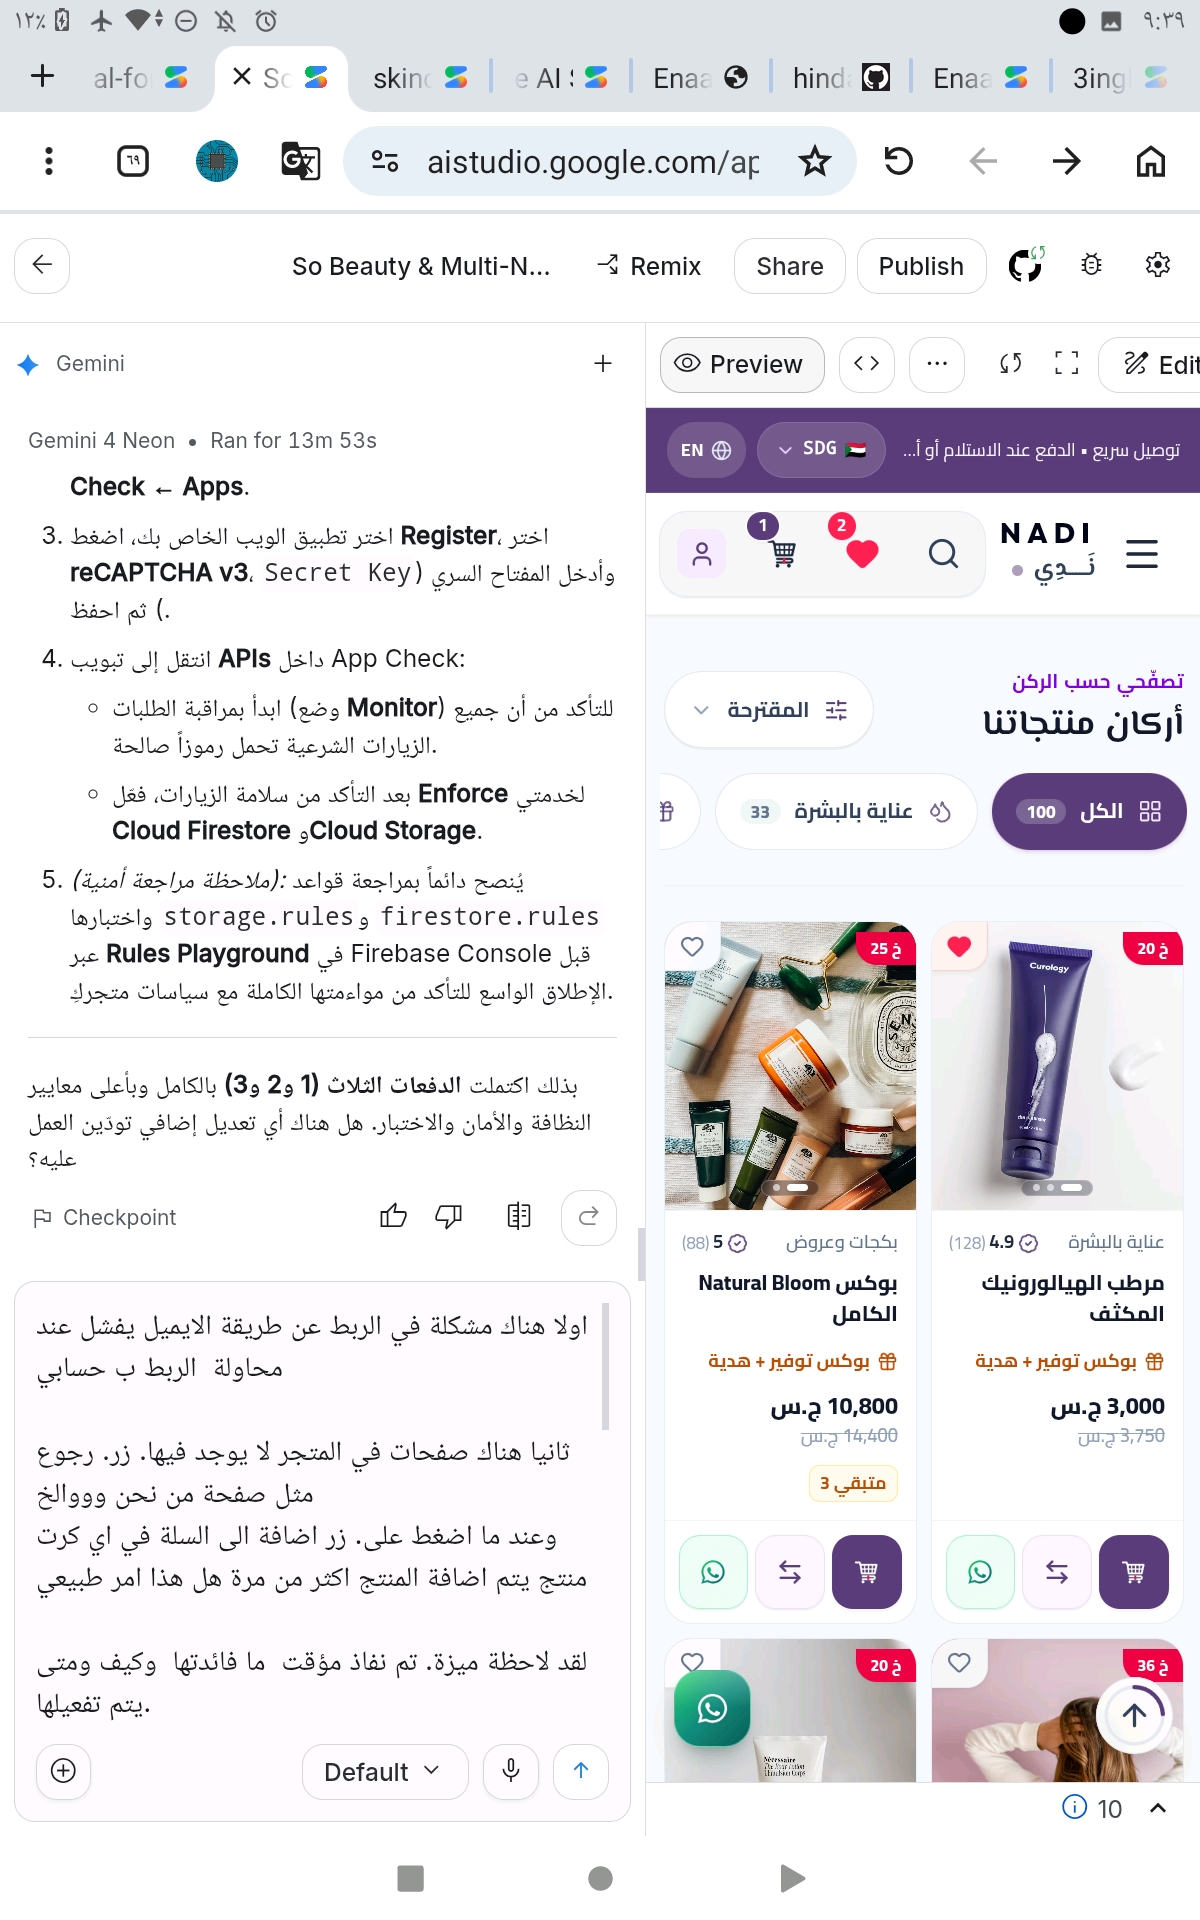 ١٢٪
٩:٣٩
al-fo
So
skinc
e AI S
Enaa
hinda
Enaa
3ingl
٦٩
aistudio.google.com/ap
So Beauty & Multi-N...
Remix
Share
Publish
Gemini
Preview
Edit
Gemini 4 Neon • Ran for 13m 53s
Check ← Apps.
3. اختر تطبيق الويب الخاص بك، اضغط Register، اختر
reCAPTCHA v3، وأدخل المفتاح السري (Secret Key
) ثم احفظ.
4. انتقل إلى تبويب APIs داخل App Check:
ابدأ بمراقبة الطلبات (وضع Monitor) للتأكد من أن جميع
الزيارات الشرعية تحمل رموزاً صالحة.
بعد التأكد من سلامة الزيارات، فعّل Enforce لخدمتي
Cloud Firestore وCloud Storage.
5. (ملاحظة مراجعة أمنية): يُنصح دائماً بمراجعة قواعد
firestore.rules و storage.rules واختبارها
عبر Rules Playground في Firebase Console قبل
الإطلاق الواسع للتأكد من مواءمتها الكاملة مع سياسات متجركِ.
بذلك اكتملت الدفعات الثلاث (1 و2 و3) بالكامل وبأعلى معايير
النظافة والأمان والاختبار. هل هناك أي تعديل إضافي تودّين العمل
عليه؟
Checkpoint
اولا هناك مشكلة في الربط عن طريقة الايميل يفشل عند
محاولة الربط ب حسابي
ثانيا هناك صفحات في المتجر لا يوجد فيها. زر. رجوع
مثل صفحة من نحن وووالخ
وعند ما اضغط على. زر اضافة الى السلة في اي كرت
منتج يتم اضافة المنتج اكثر من مرة هل هذا امر طبيعي
لقد لاحظة ميزة. تم نفاذ مؤقت ما فائدتها وكيف ومتى
يتم تفعيلها.
Default
توصيل سريع • الدفع عند الاستلام أو أ...
SDG
EN
NADI
نَـــدِي
2
1
تصفّحي حسب الركن
أركان منتجاتنا
المقترحة
الكل 100
عناية بالبشرة 33
خ 20
Curology
خ 25
عناية بالبشرة
4.9 (128)
مرطب الهيالورونيك
المكثف
بوكس توفير + هدية
3,000 ج.س
3,750 ج.س
بكجات وعروض
5 (88)
بوكس Natural Bloom
الكامل
بوكس توفير + هدية
10,800 ج.س
14,400 ج.س
متبقي 3
خ 36
خ 20
Nécessaire
10